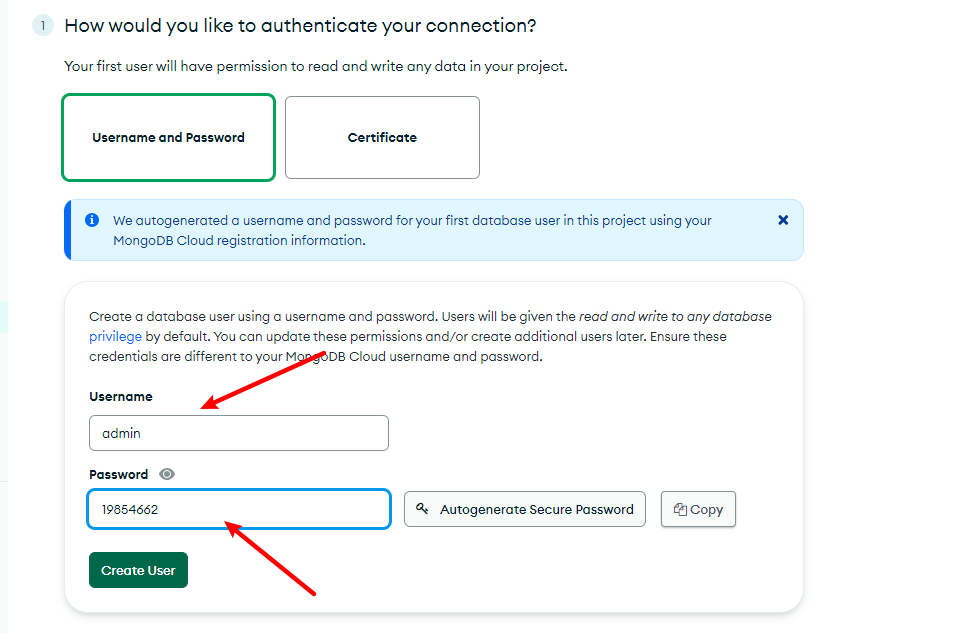 1 How would you like to authenticate your connection?
Your first user will have permission to read and write any data in your project.
Username and Password Certificate
We autogenerated a username and password for your first database user in this project using your
MongoDB Cloud registration information.
Create a database user using a username and password. Users will be given the read and write to any database
privilege by default. You can update these permissions and/or create additional users later. Ensure these
credentials are different to your MongoDB Cloud username and password.
Username
admin
Password
19854662 Autogenerate Secure Password Copy
Create User